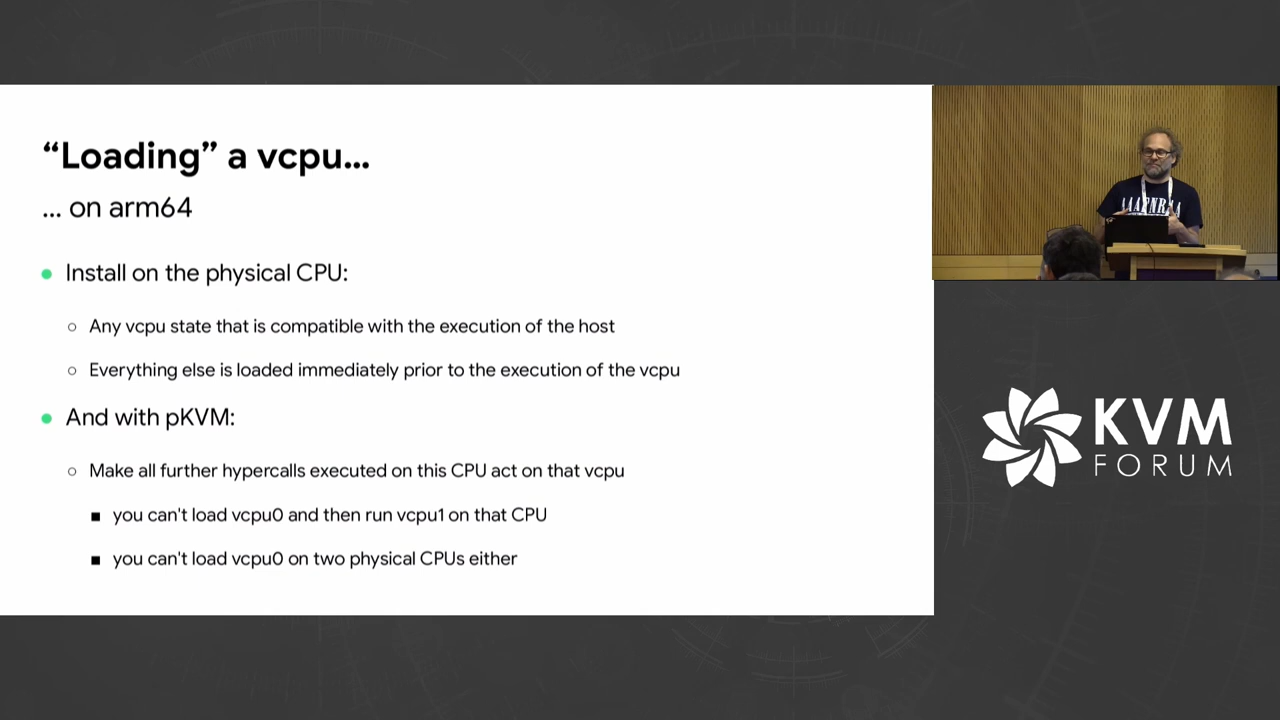 “Loading” a vcpu...
... on arm64
Install on the physical CPU:
Any vcpu state that is compatible with the execution of the host
Everything else is loaded immediately prior to the execution of the vcpu
And with pKVM:
Make all further hypercalls executed on this CPU act on that vcpu
you can't load vcpu0 and then run vcpu1 on that CPU
you can't load vcpu0 on two physical CPUs either
KVM
FORUM